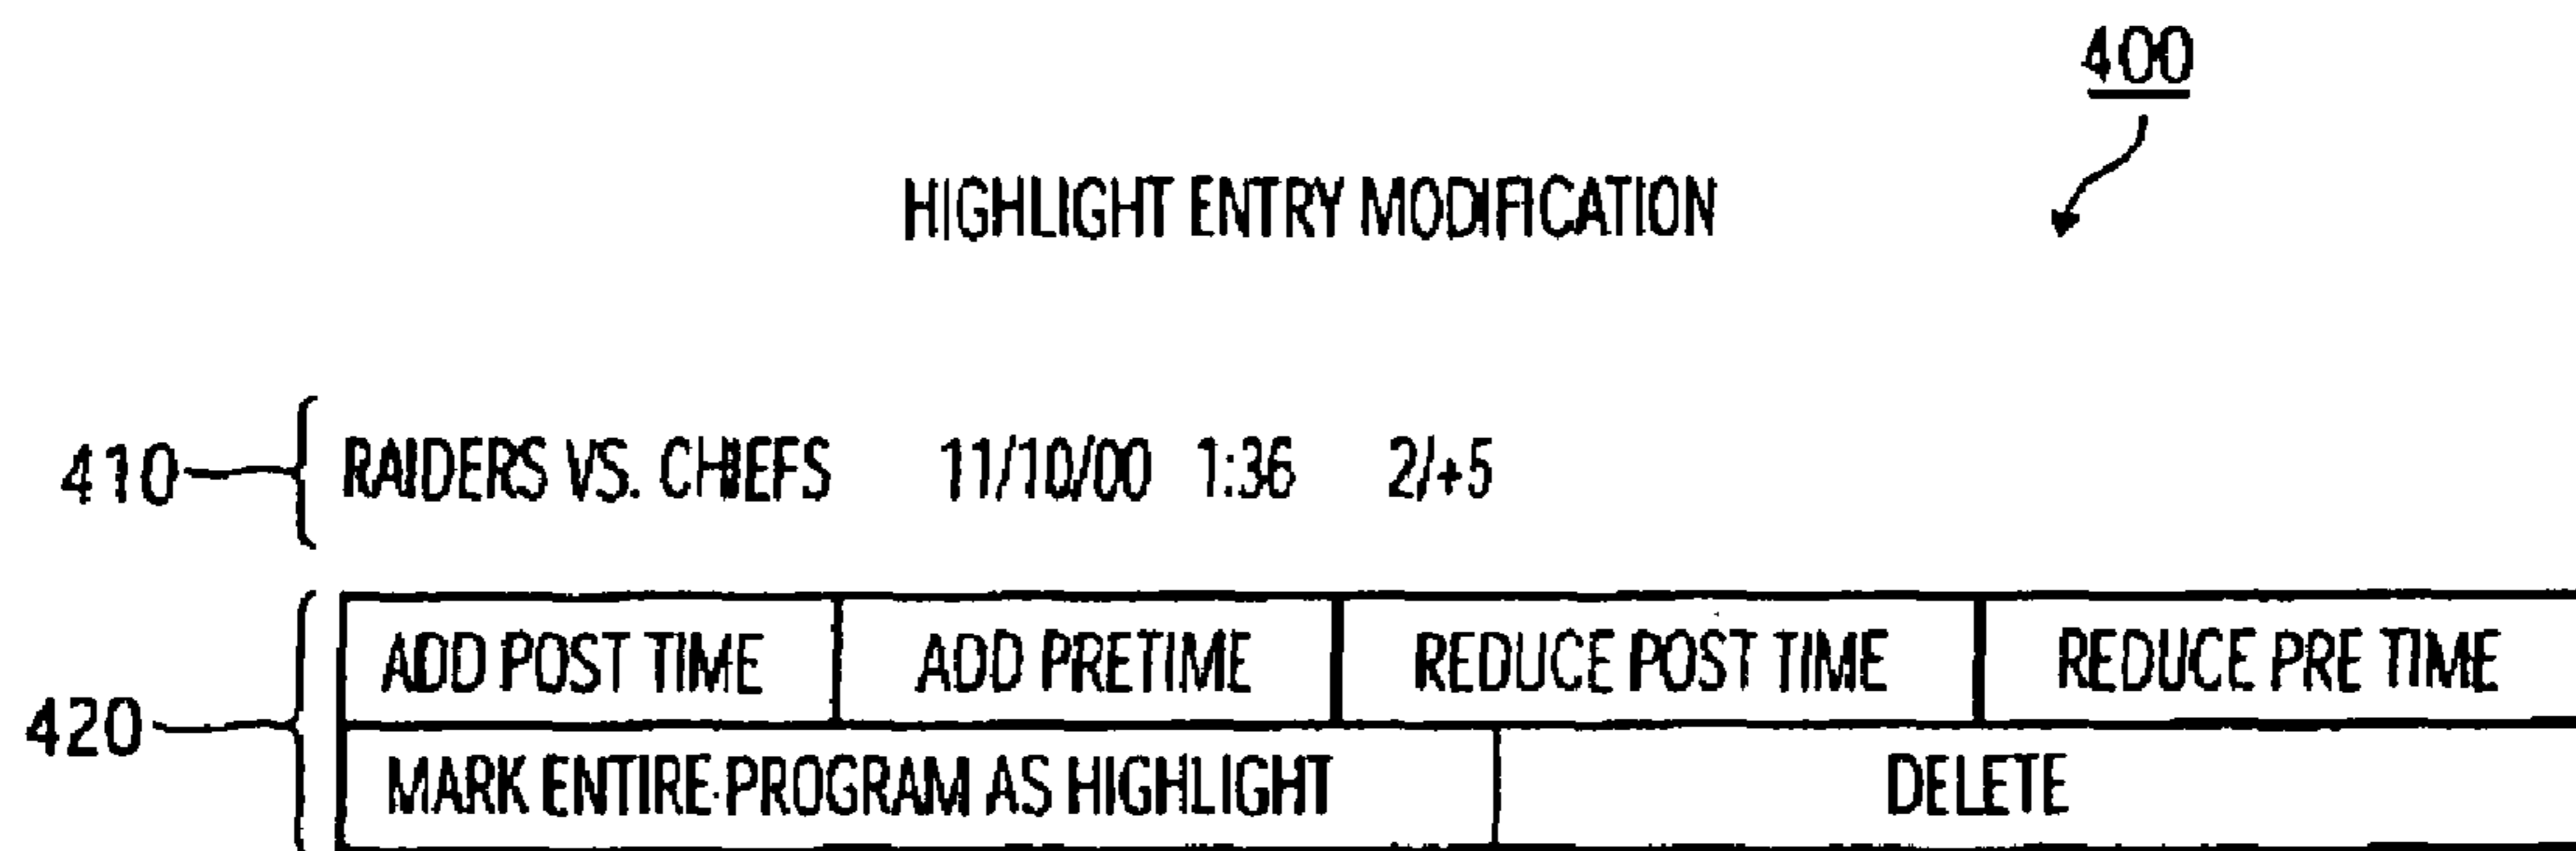 400
HIGHLIGHT ENTRY MODIFICATION
410 RAIDERS VS. CHIEFS 11/10/00 1:36 2/+5
420
ADD POST TIME ADD PRETIME REDUCE POST TIME REDUCE PRE TIME
MARK ENTIRE PROGRAM AS HIGHLIGHT DELETE